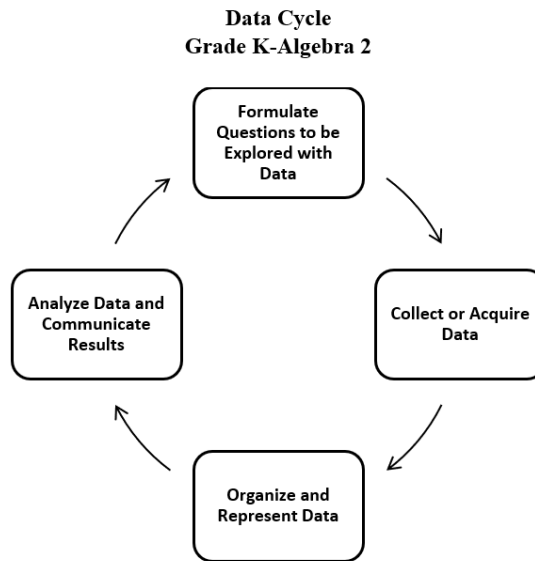 Data Cycle
Grade K-Algebra 2
Formulate
Questions to be
Explored with
Data
Collect or Acquire
Data
Organize and
Represent Data
Analyze Data and
Communicate
Results